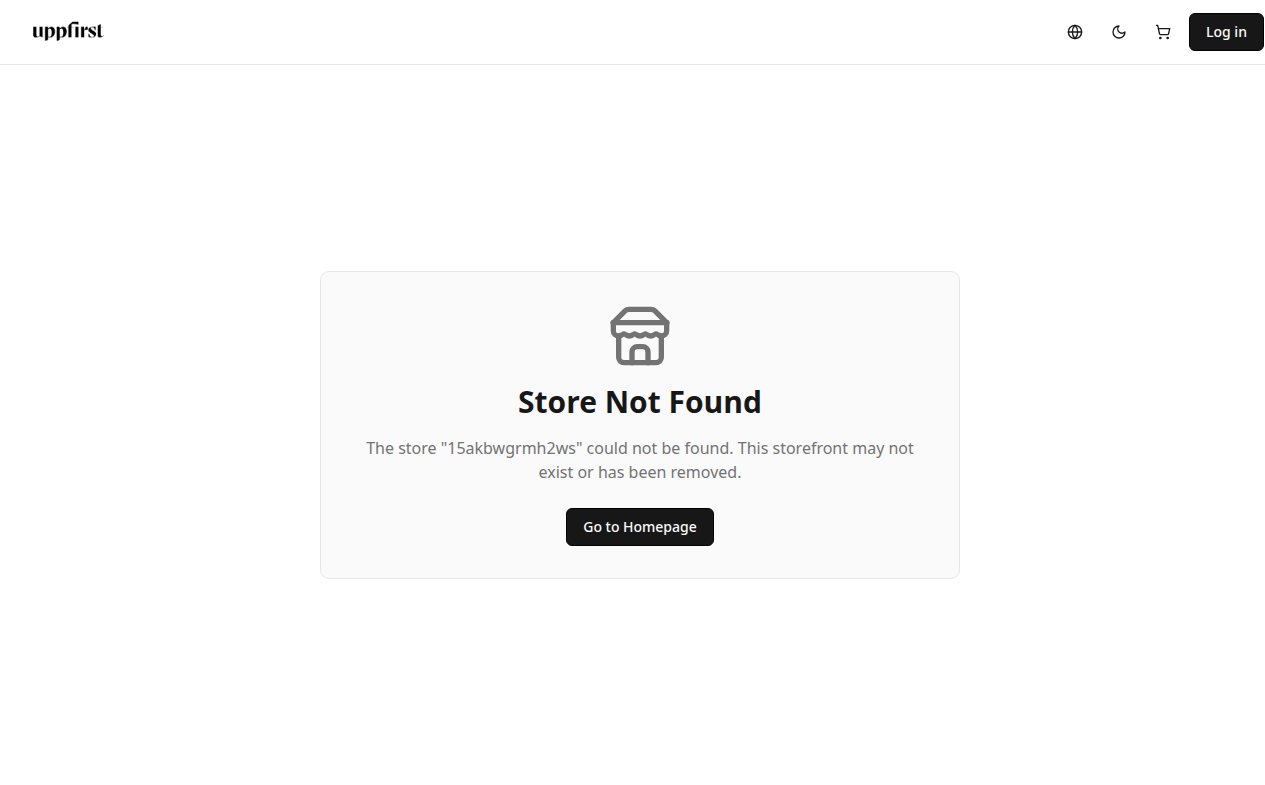 uppfirst
Log in
Store Not Found
The store "15akbwgrmh2ws" could not be found. This storefront may not
exist or has been removed.
Go to Homepage